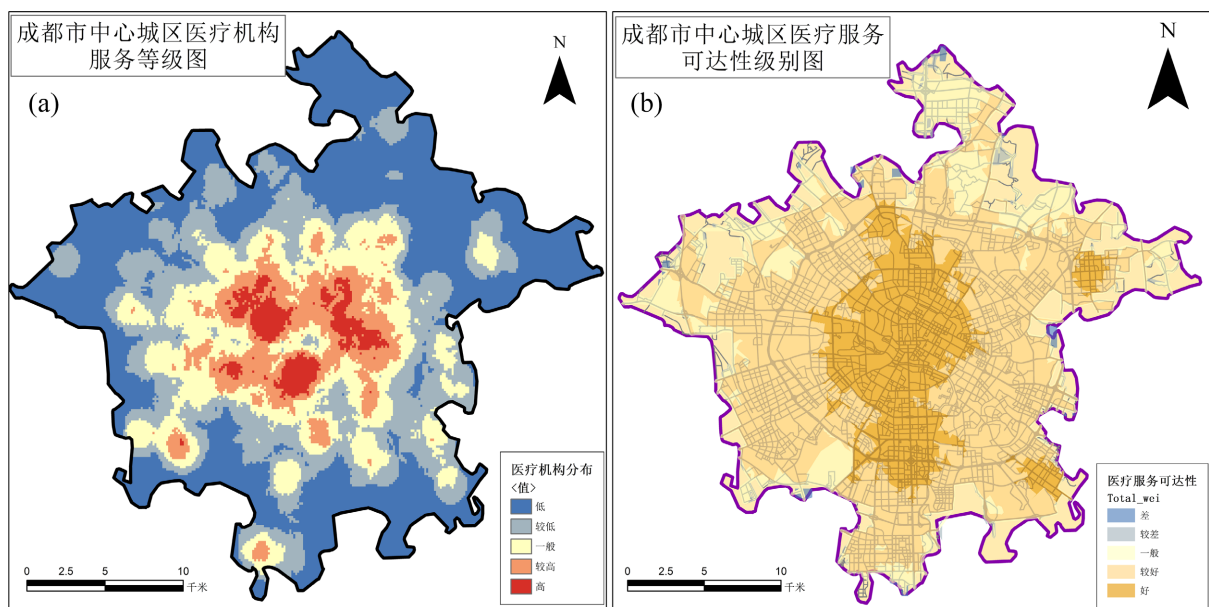 成都市中心城区医疗机构
服务等级图
N
(a)
医疗机构分布
<值>
低
较低
一般
较高
高
0 2.5 5 10
千米
成都市中心城区医疗服务
可达性级别图
N
(b)
医疗服务可达性
Total_wei
差
较差
一般
较好
好
0 2.5 5 10
千米